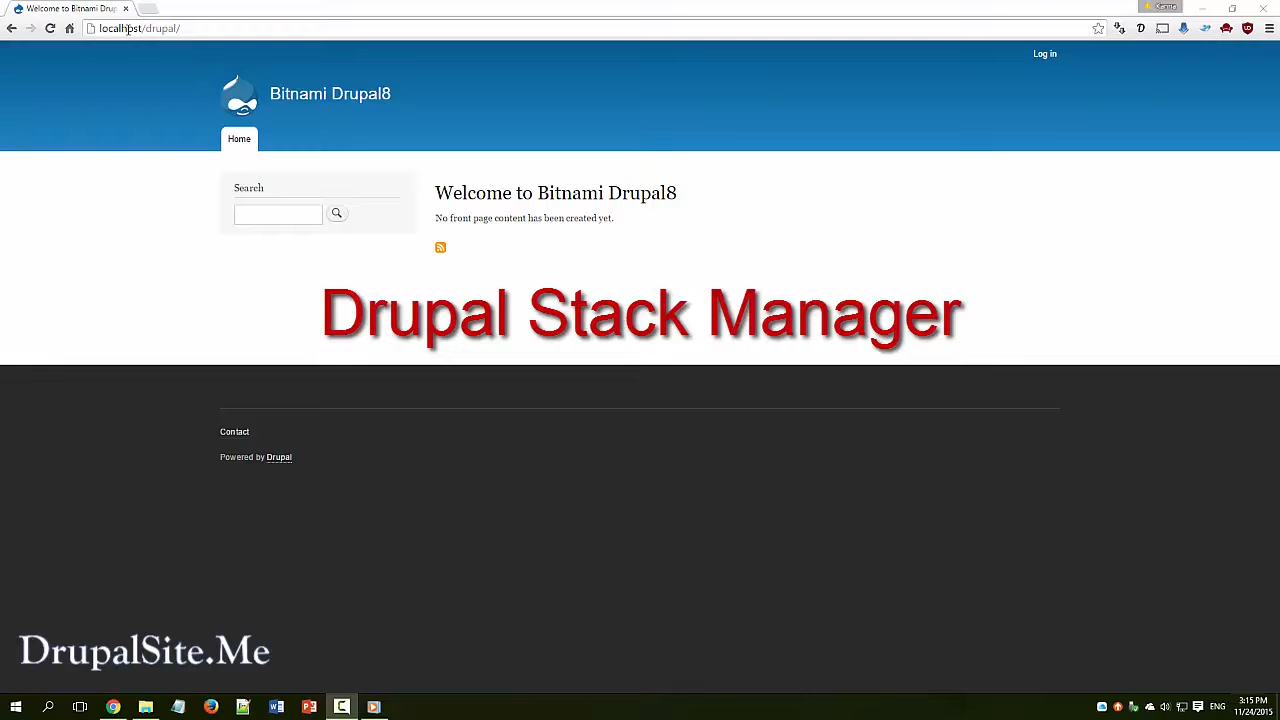 Welcome to Bitnami Drup
localhost/drupal/
Log in
Bitnami Drupal8
Home
Search
Welcome to Bitnami Drupal8
No front page content has been created yet.
Drupal Stack Manager
Contact
Powered by Drupal
DrupalSite.Me
ENG
3:15 PM
11/24/2015